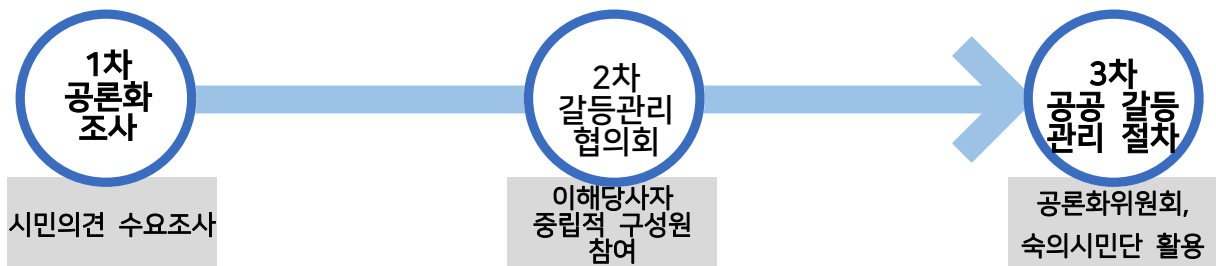 1차
공론화
조사
시민의견 수요조사
2차
갈등관리
협의회
이해당사자
중립적 구성원
참여
3차
공공 갈등
관리 절차
공론화위원회,
숙의시민단 활용